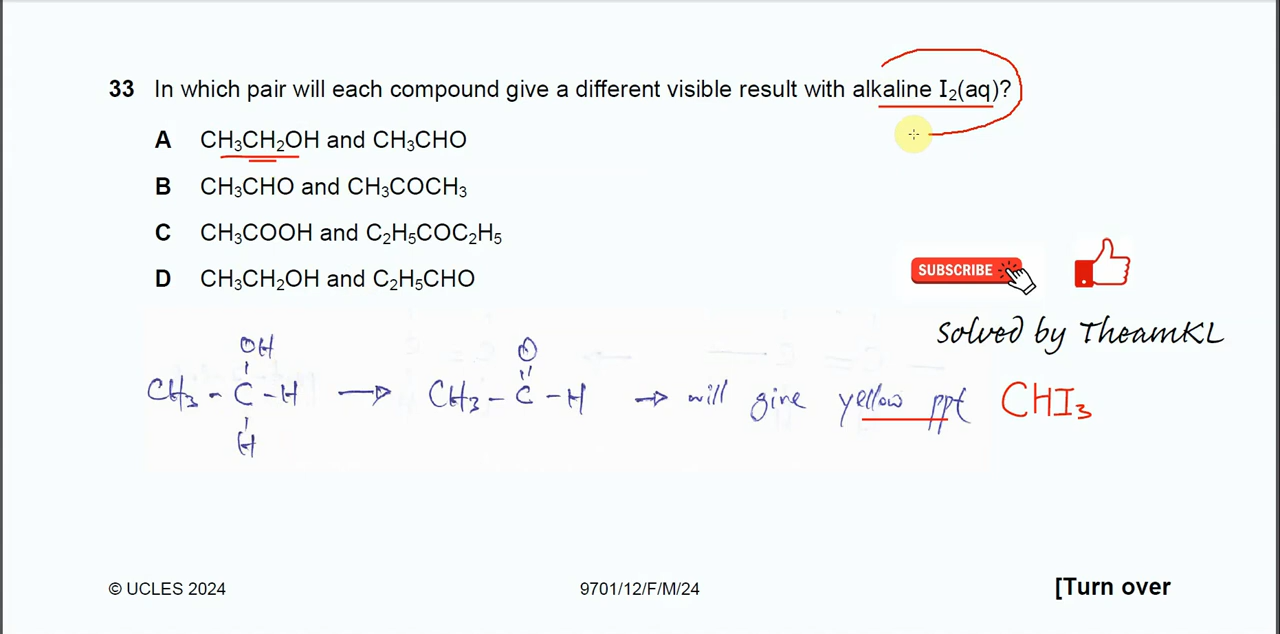 33 In which pair will each compound give a different visible result with alkaline I₂(aq)?
A CH₃CH₂OH and CH₃CHO
B CH₃CHO and CH₃COCH₃
C CH₃COOH and C₂H₅COC₂H₅
D CH₃CH₂OH and C₂H₅CHO
SUBSCRIBE
Solved by TheamKL
OH
O
CH₃ - C - H → CH₃ - C - H → will give yellow ppt CHI₃
H
© UCLES 2024 9701/12/F/M/24 [Turn over